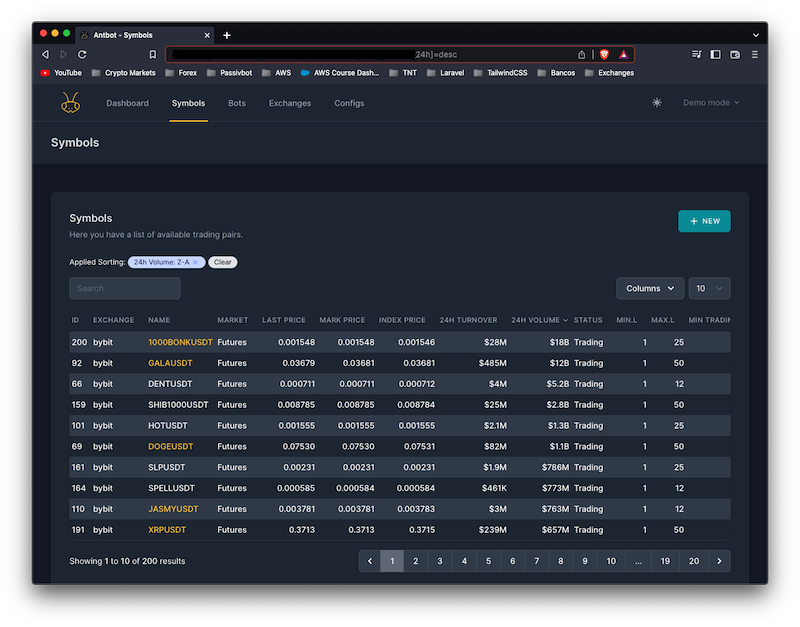 Antbot - Symbols
24h]=desc
YouTube Crypto Markets Forex Passivbot AWS AWS Course Dash... TNT Laravel TailwindCSS Bancos Exchanges
Dashboard Symbols Bots Exchanges Configs Demo mode
Symbols
Symbols
+ NEW
Here you have a list of available trading pairs.
Applied Sorting: 24h Volume: Z-A × Clear
Search Columns 10
ID EXCHANGE NAME MARKET LAST PRICE MARK PRICE INDEX PRICE 24H TURNOVER 24H VOLUME STATUS MIN.L MAX.L MIN TRADIN
200 bybit 1000BONKUSDT Futures 0.001548 0.001548 0.001546 $28M $18B Trading 1 25
92 bybit GALAUSDT Futures 0.03679 0.03681 0.03681 $485M $12B Trading 1 50
66 bybit DENTUSDT Futures 0.000711 0.000711 0.000712 $4M $5.2B Trading 1 12
159 bybit SHIB1000USDT Futures 0.008785 0.008785 0.008784 $25M $2.8B Trading 1 50
101 bybit HOTUSDT Futures 0.001555 0.001555 0.001555 $2.1M $1.3B Trading 1 25
69 bybit DOGEUSDT Futures 0.07530 0.07530 0.07531 $82M $1.1B Trading 1 50
161 bybit SLPUSDT Futures 0.00231 0.00231 0.00231 $1.9M $786M Trading 1 25
164 bybit SPELLUSDT Futures 0.000585 0.000584 0.000584 $461K $773M Trading 1 12
110 bybit JASMYUSDT Futures 0.003781 0.003781 0.003783 $3M $763M Trading 1 12
191 bybit XRPUSDT Futures 0.3713 0.3713 0.3715 $239M $657M Trading 1 50
Showing 1 to 10 of 200 results 1 2 3 4 5 6 7 8 9 10 ... 19 20